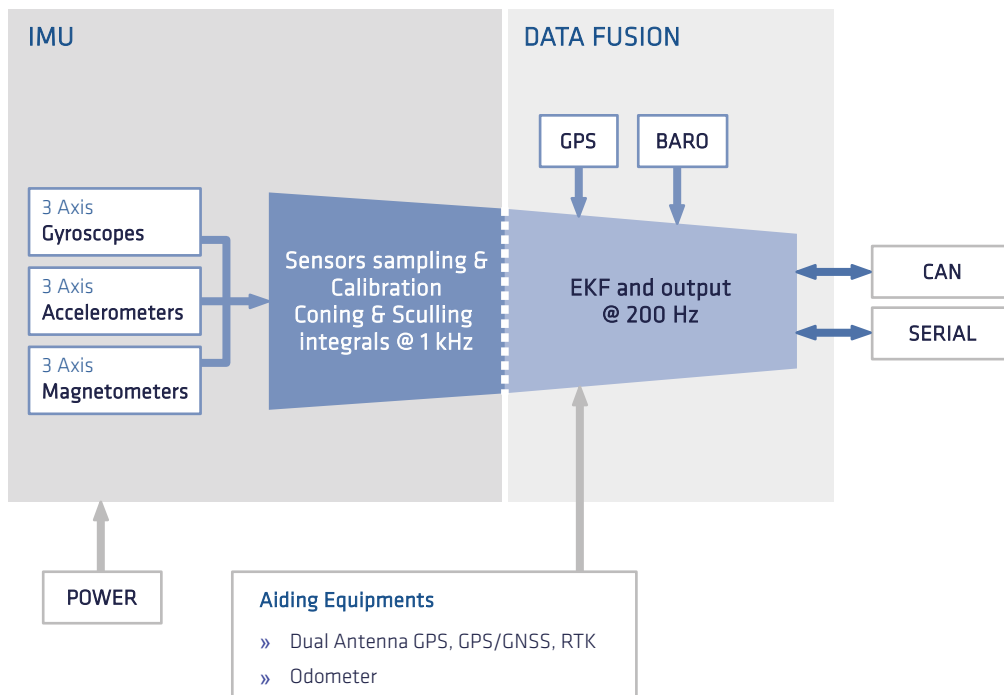 IMU
DATA FUSION
GPS
BARO
3 Axis
Gyroscopes
3 Axis
Accelerometers
3 Axis
Magnetometers
Sensors sampling &
Calibration
Coning & Sculling
integrals @ 1 kHz
EKF and output
@ 200 Hz
CAN
SERIAL
POWER
Aiding Equipments
» Dual Antenna GPS, GPS/GNSS, RTK
» Odometer